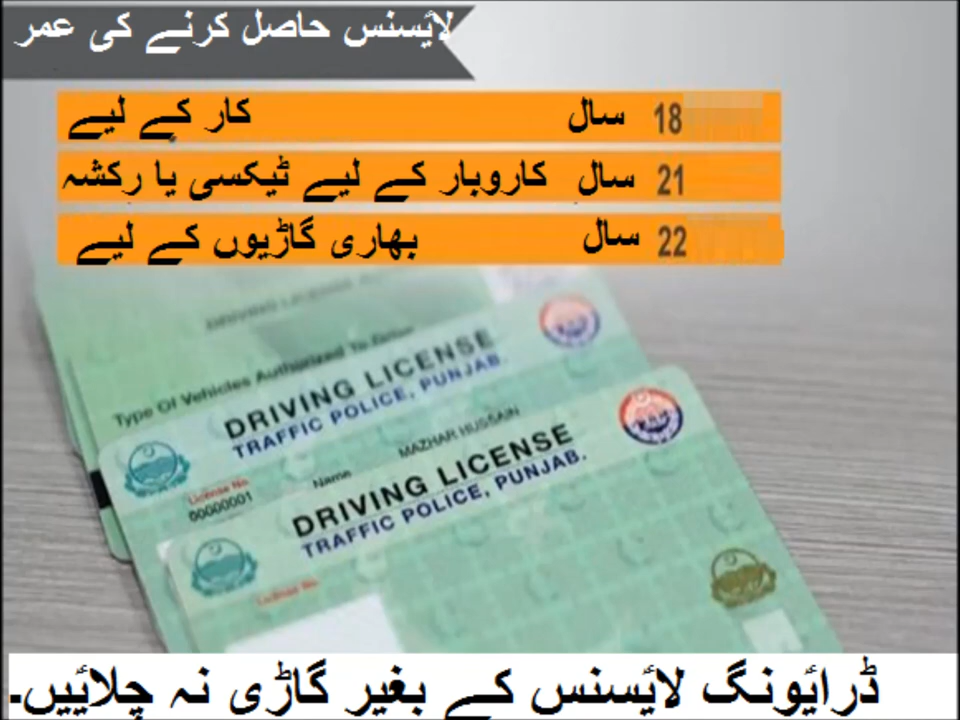 لائسنس حاصل کرنے کی عمر
18 سال کار کے لیے
21 سال کاروبار کے لیے ٹیکسی یا رکشہ
22 سال بھاری گاڑیوں کے لیے
Type Of Vehicles Authorized To Drive
DRIVING LICENSE
TRAFFIC POLICE, PUNJAB.
License No.
00000001
Name
MAZHAR HUSSAIN
DRIVING LICENSE
TRAFFIC POLICE, PUNJAB.
License No.
ڈرائیونگ لائسنس کے بغیر گاڑی نہ چلائیں۔